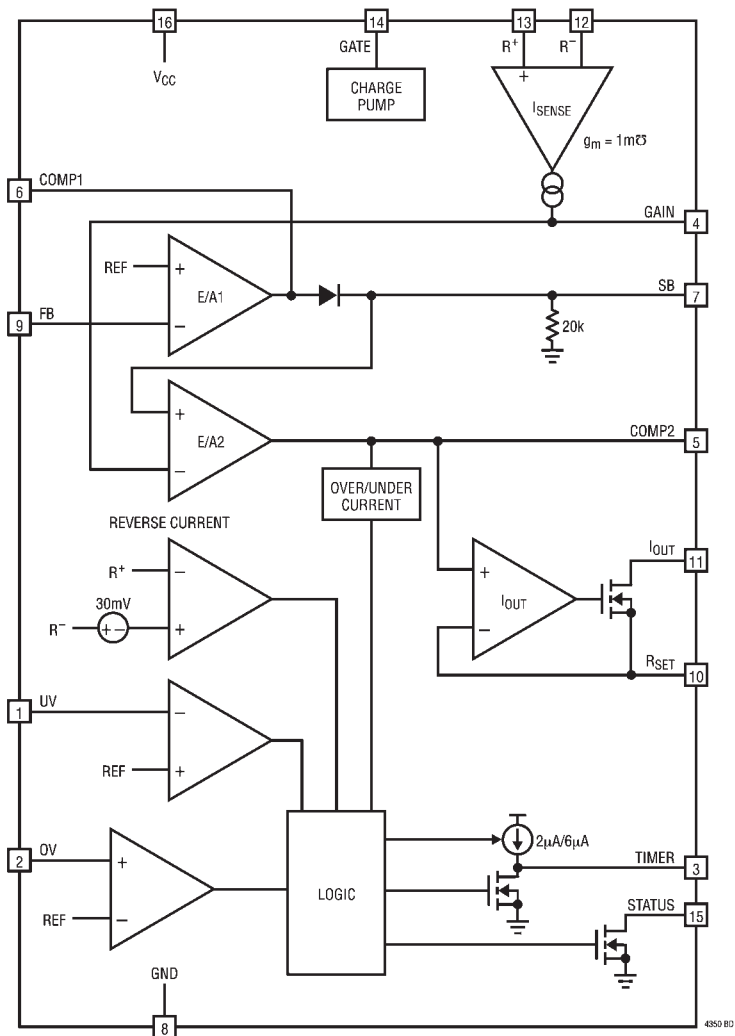 16
14
13
12
VCC
GATE
R+
R−
CHARGE
PUMP
+
ISENSE
gm = 1m℧
6
COMP1
GAIN
4
REF
+
E/A1
−
SB
7
9
FB
20k
+
E/A2
−
COMP2
5
OVER/UNDER
CURRENT
REVERSE CURRENT
R+
−
30mV
R−
+ −
+
+
IOUT
−
IOUT
11
RSET
10
1
UV
−
REF
+
2
OV
+
REF
−
LOGIC
2µA/6µA
TIMER
3
STATUS
15
GND
8
4350 BD